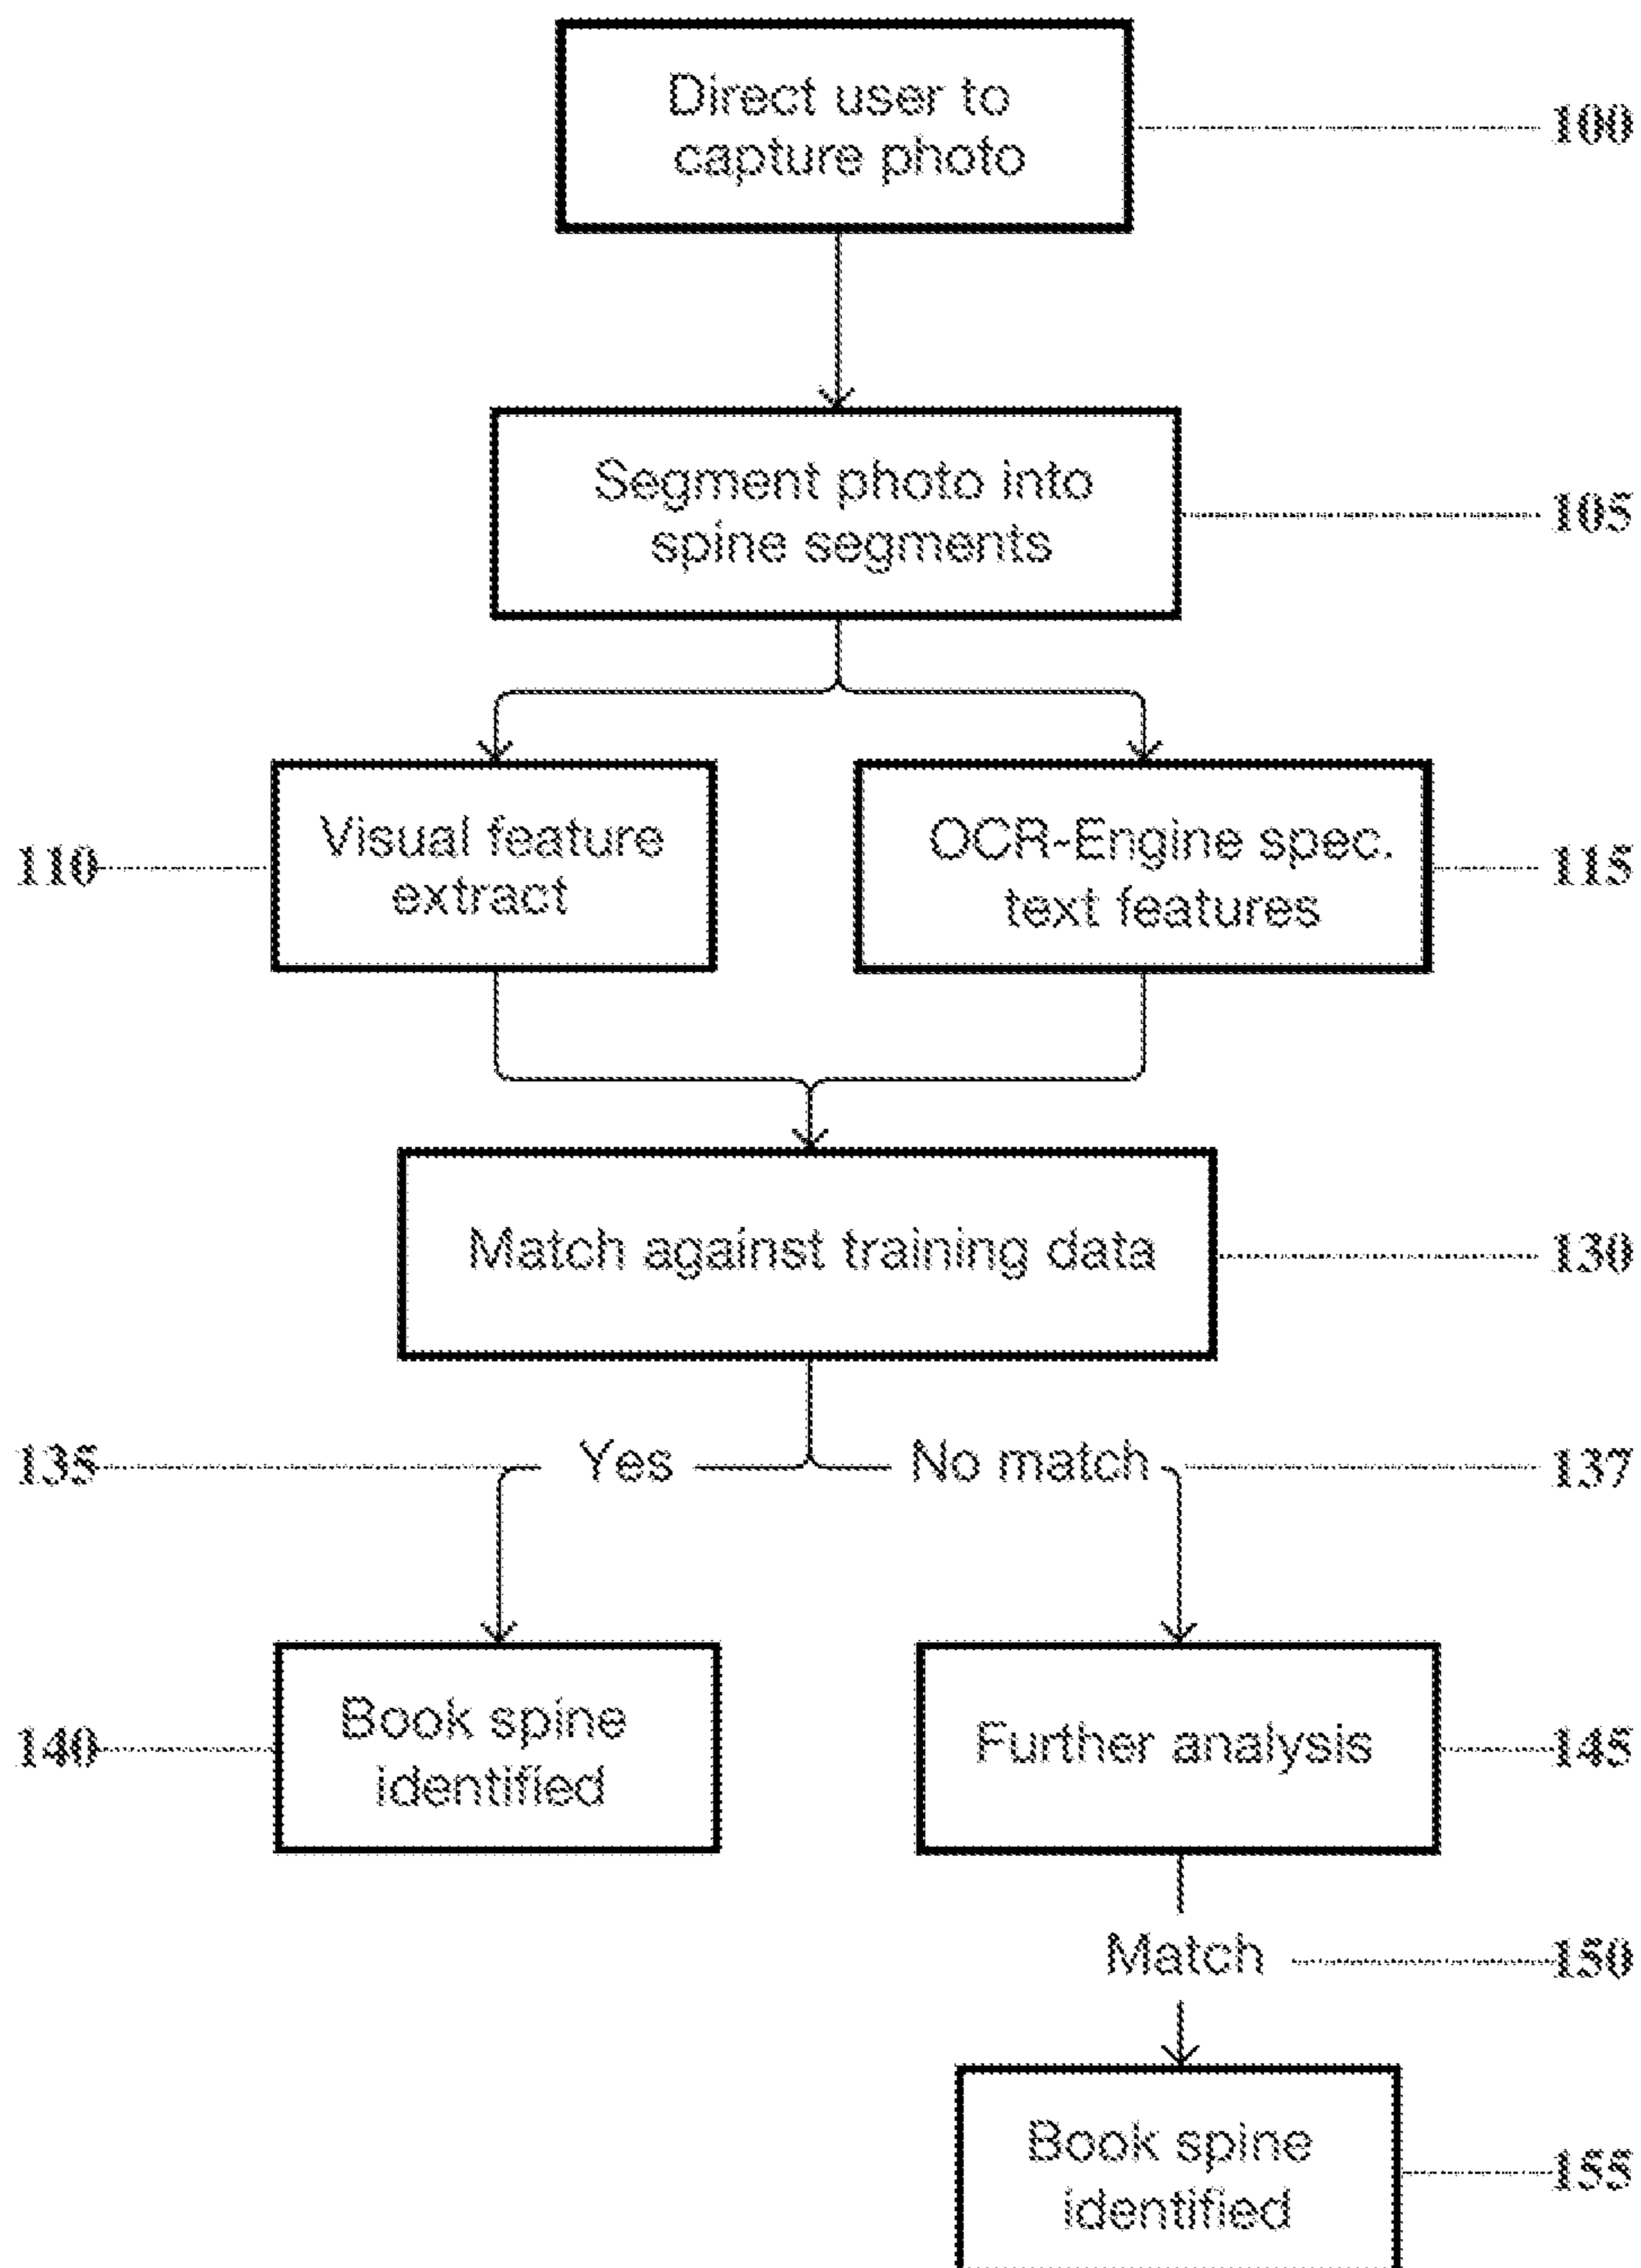 Direct user to
capture photo
100
Segment photo into
spine segments
105
110
Visual feature
extract
OCR-Engine spec.
text features
115
Match against training data
130
135
Yes
No match
137
140
Book spine
identified
Further analysis
145
Match
150
Book spine
identified
155